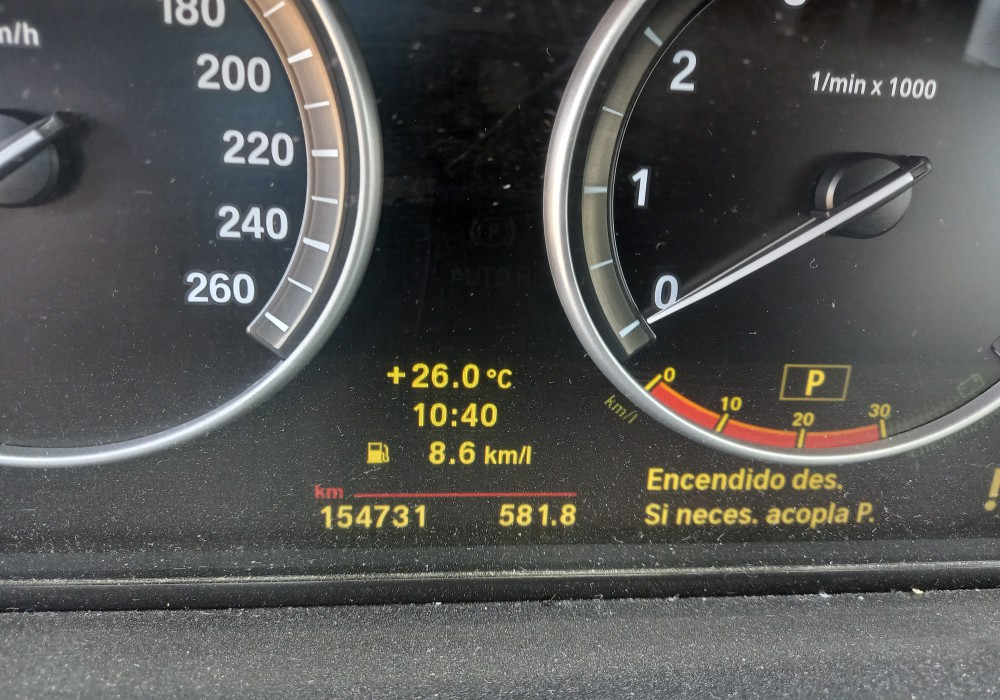 180
m/h
200
220
240
260
2
1/min x 1000
1
0
(P)
AUTO H
+26.0 °C
10:40
8.6 km/l
km
154731 581.8
P
km/l
0
10
20
30
Encendido des.
Si neces. acopla P.
!